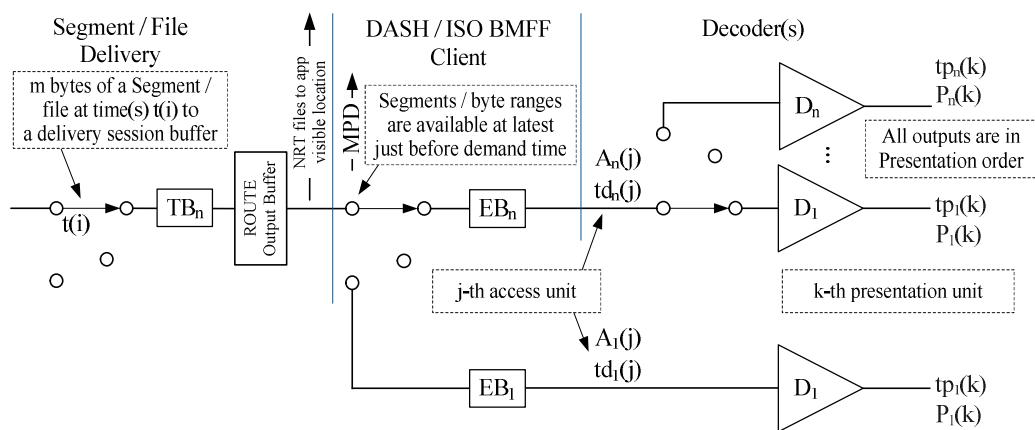 Segment / File
Delivery
m bytes of a Segment /
file at time(s) t(i) to
a delivery session buffer
t(i)
TBn
ROUTE
Output Buffer
NRT files to app
visible location
DASH / ISO BMFF
Client
MPD
Segments / byte ranges
are available at latest
just before demand time
EBn
An(j)
tdn(j)
j-th access unit
A1(j)
td1(j)
EB1
Decoder(s)
Dn
tpn(k)
Pn(k)
All outputs are in
Presentation order
...
D1
tp1(k)
P1(k)
k-th presentation unit
D1
tp1(k)
P1(k)